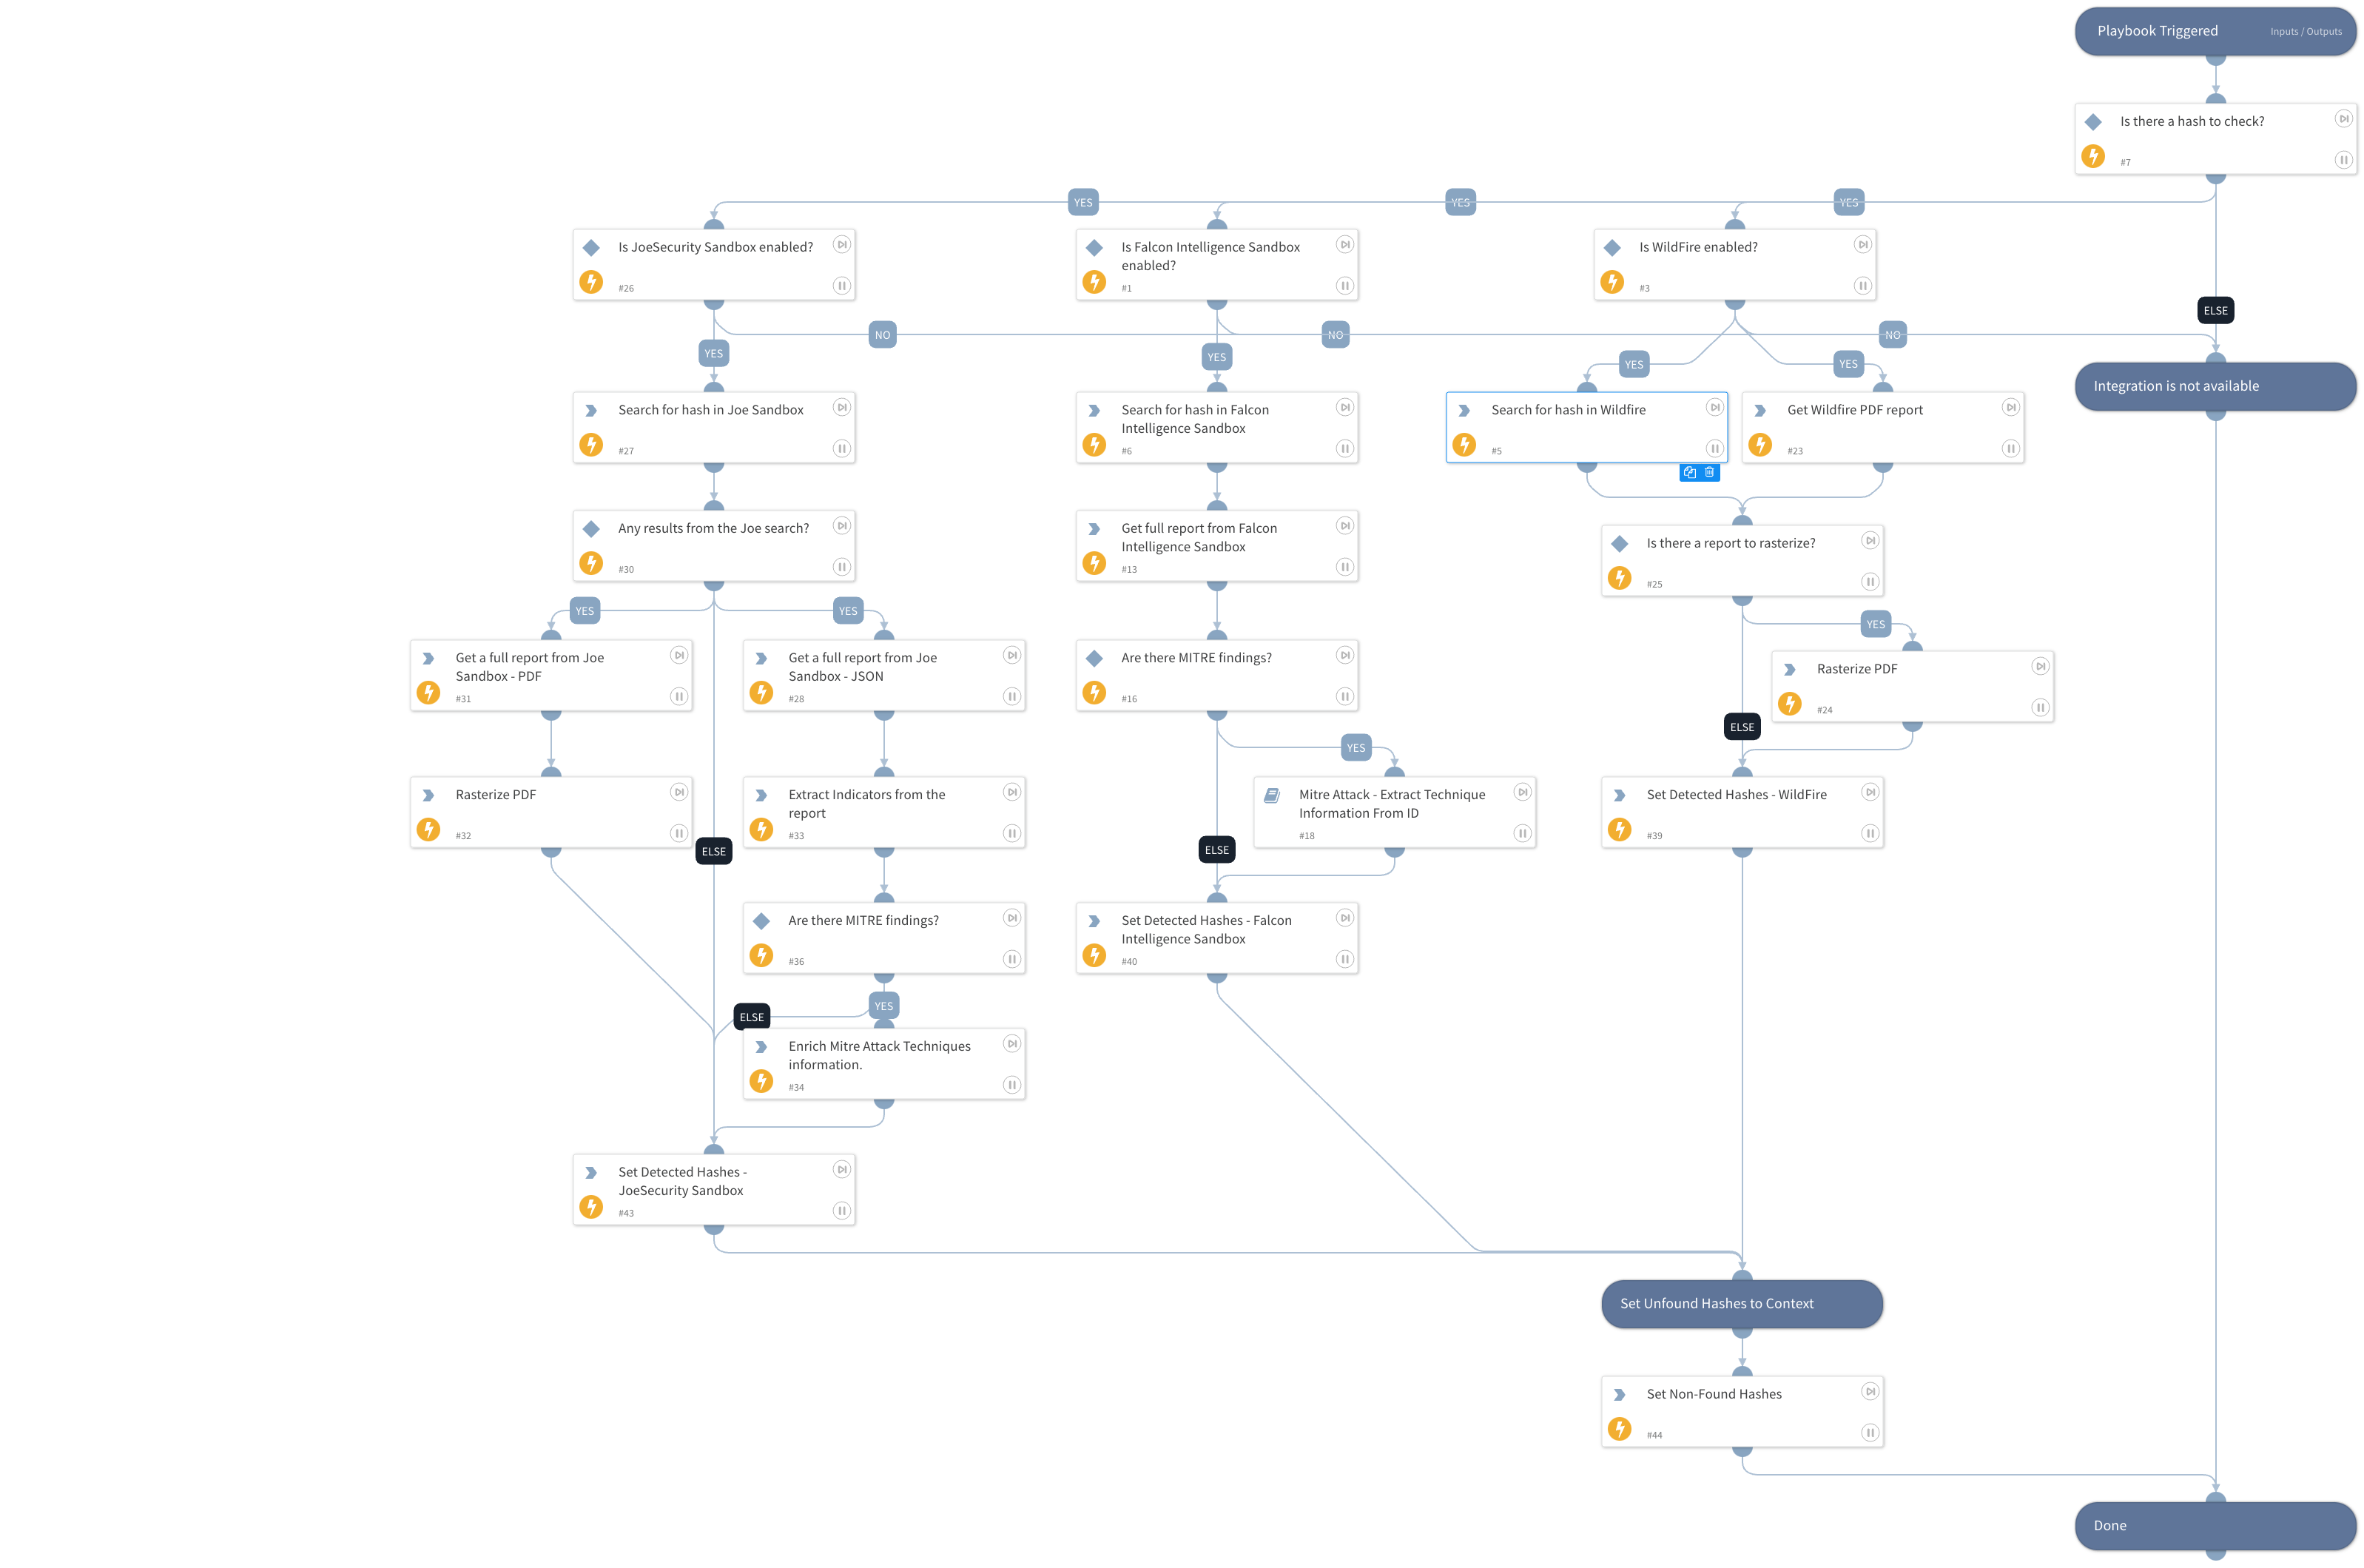 Playbook Triggered
Inputs / Outputs
Is there a hash to check?
#7
YES
YES
YES
Is JoeSecurity Sandbox enabled?
#26
Is Falcon Intelligence Sandbox
enabled?
#1
Is WildFire enabled?
#3
ELSE
NO
NO
NO
YES
YES
YES
YES
Integration is not available
Search for hash in Joe Sandbox
#27
Search for hash in Falcon
Intelligence Sandbox
#6
Search for hash in Wildfire
#5
Get Wildfire PDF report
#23
Any results from the Joe search?
#30
Get full report from Falcon
Intelligence Sandbox
#13
Is there a report to rasterize?
#25
YES
YES
YES
Get a full report from Joe
Sandbox - PDF
#31
Get a full report from Joe
Sandbox - JSON
#28
Are there MITRE findings?
#16
Rasterize PDF
#24
ELSE
YES
Rasterize PDF
#32
Extract Indicators from the
report
#33
Mitre Attack - Extract Technique
Information From ID
#18
Set Detected Hashes - WildFire
#39
ELSE
ELSE
Are there MITRE findings?
#36
Set Detected Hashes - Falcon
Intelligence Sandbox
#40
YES
ELSE
Enrich Mitre Attack Techniques
information.
#34
Set Detected Hashes -
JoeSecurity Sandbox
#43
Set Unfound Hashes to Context
Set Non-Found Hashes
#44
Done